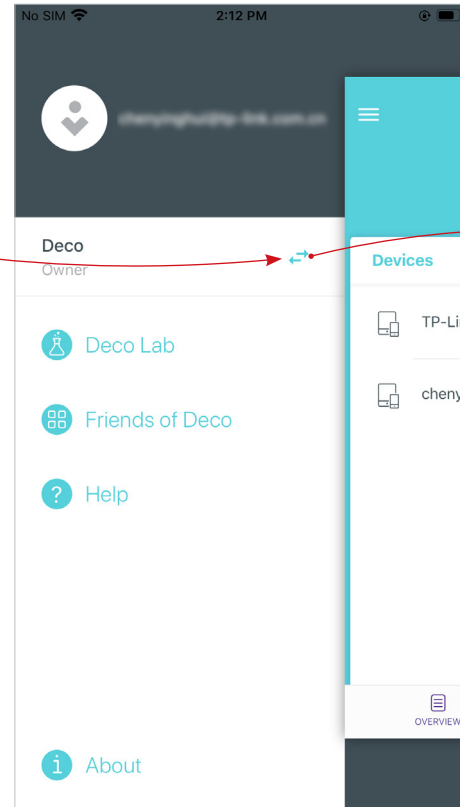 No SIM 2:12 PM
Deco
Owner
Devices
Deco Lab
TP-Li
Friends of Deco
cheny
Help
OVERVIEW
About